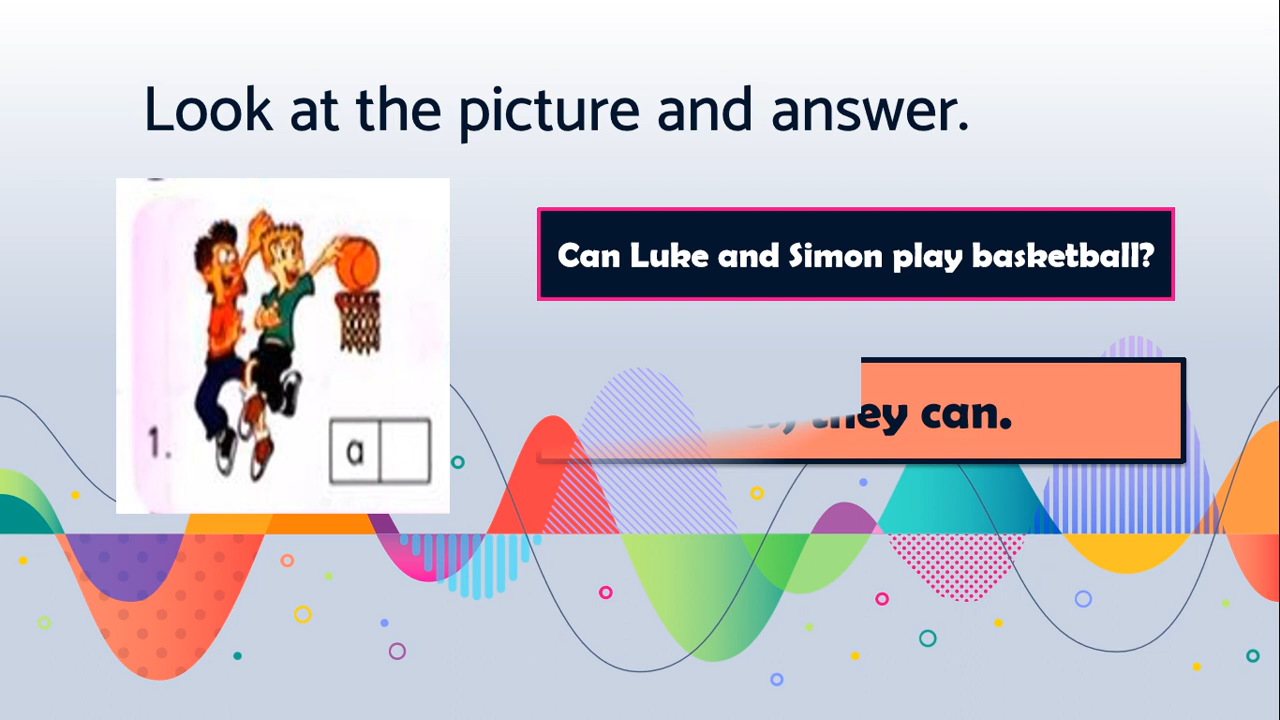 Look at the picture and answer.
Can Luke and Simon play basketball?
they can.
1.
a